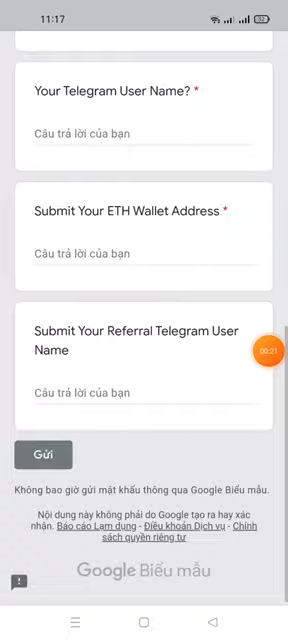 11:17
52
Your Telegram User Name? *
Câu trả lời của bạn
Submit Your ETH Wallet Address *
Câu trả lời của bạn
Submit Your Referral Telegram User
Name
00:21
Câu trả lời của bạn
Gửi
Không bao giờ gửi mật khẩu thông qua Google Biểu mẫu.
Nội dung này không phải do Google tạo ra hay xác
nhận. Báo cáo Lạm dụng - Điều khoản Dịch vụ - Chính
sách quyền riêng tư
Google Biểu mẫu